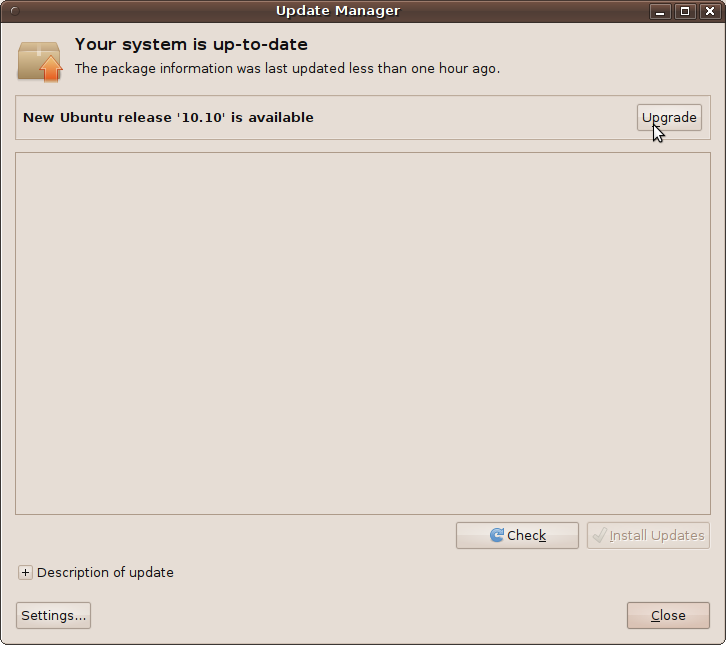 Update Manager
Your system is up-to-date
The package information was last updated less than one hour ago.
New Ubuntu release '10.10' is available
Upgrade
Check
Install Updates
Description of update
Settings...
Close